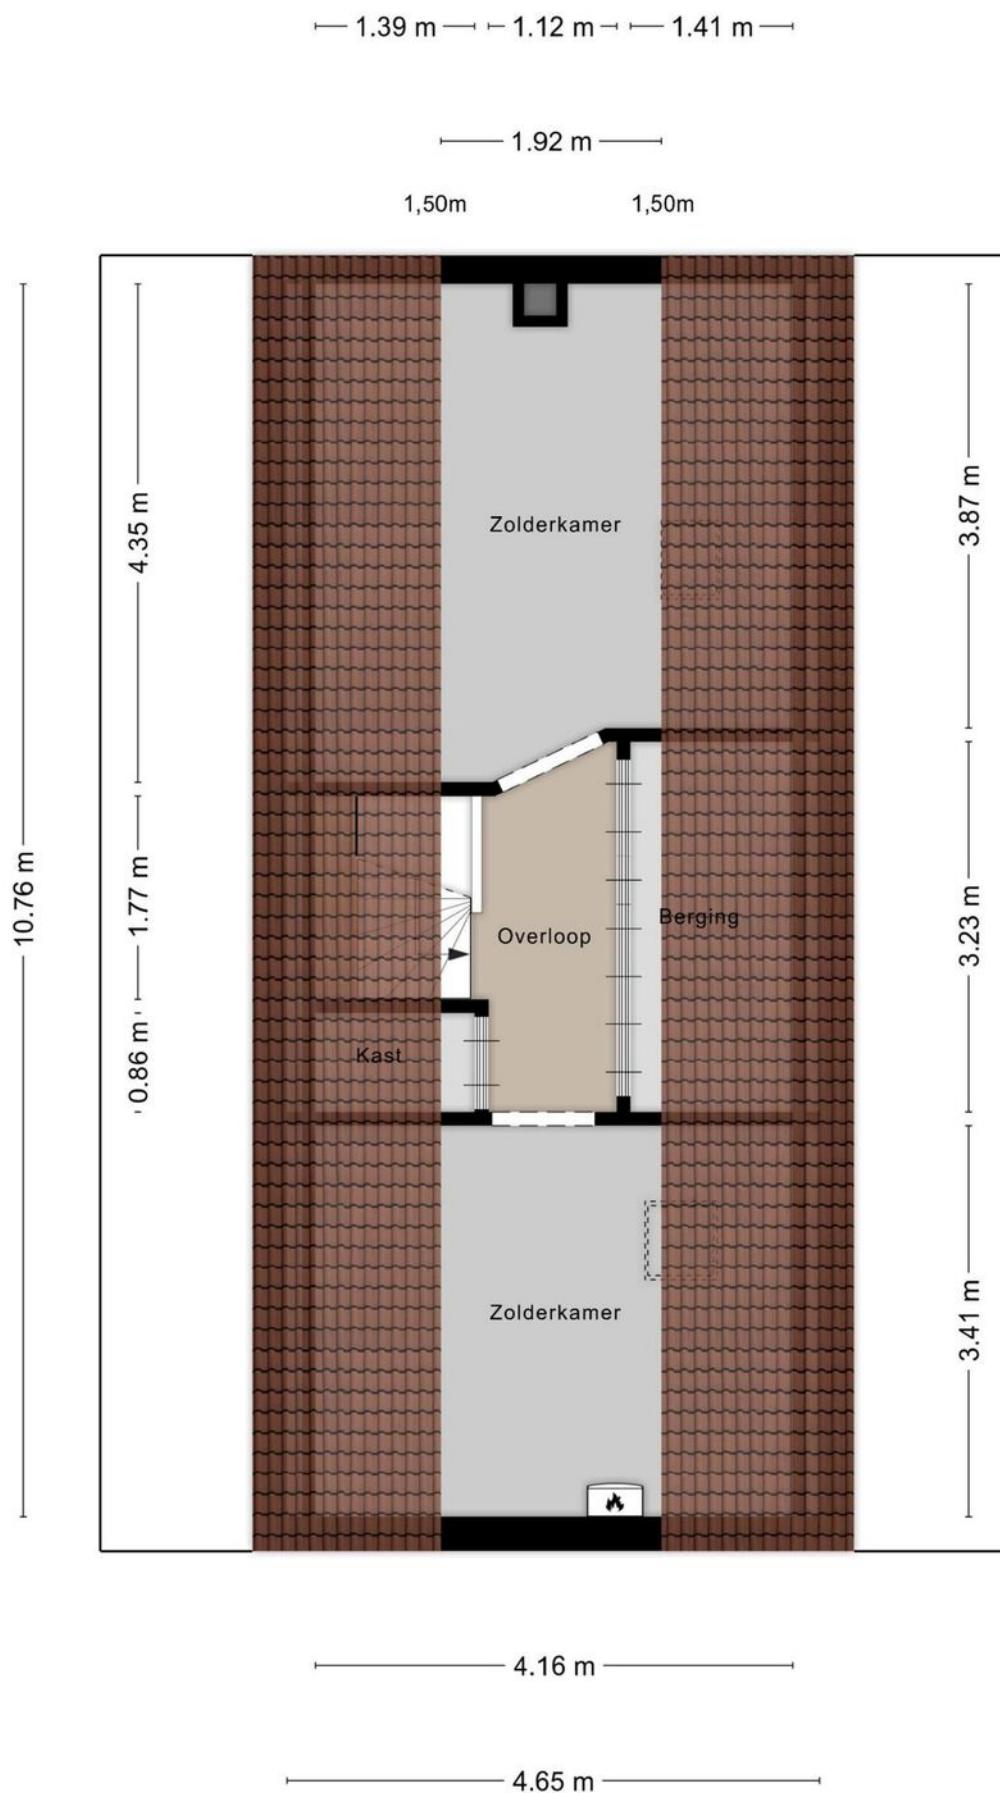 1.39 m 1.12 m 1.41 m
1.92 m
1,50m 1,50m
Zolderkamer
4.35 m
3.87 m
10.76 m
1.77 m
Berging
3.23 m
Overloop
Kast
0.86 m
Zolderkamer
3.41 m
4.16 m
4.65 m